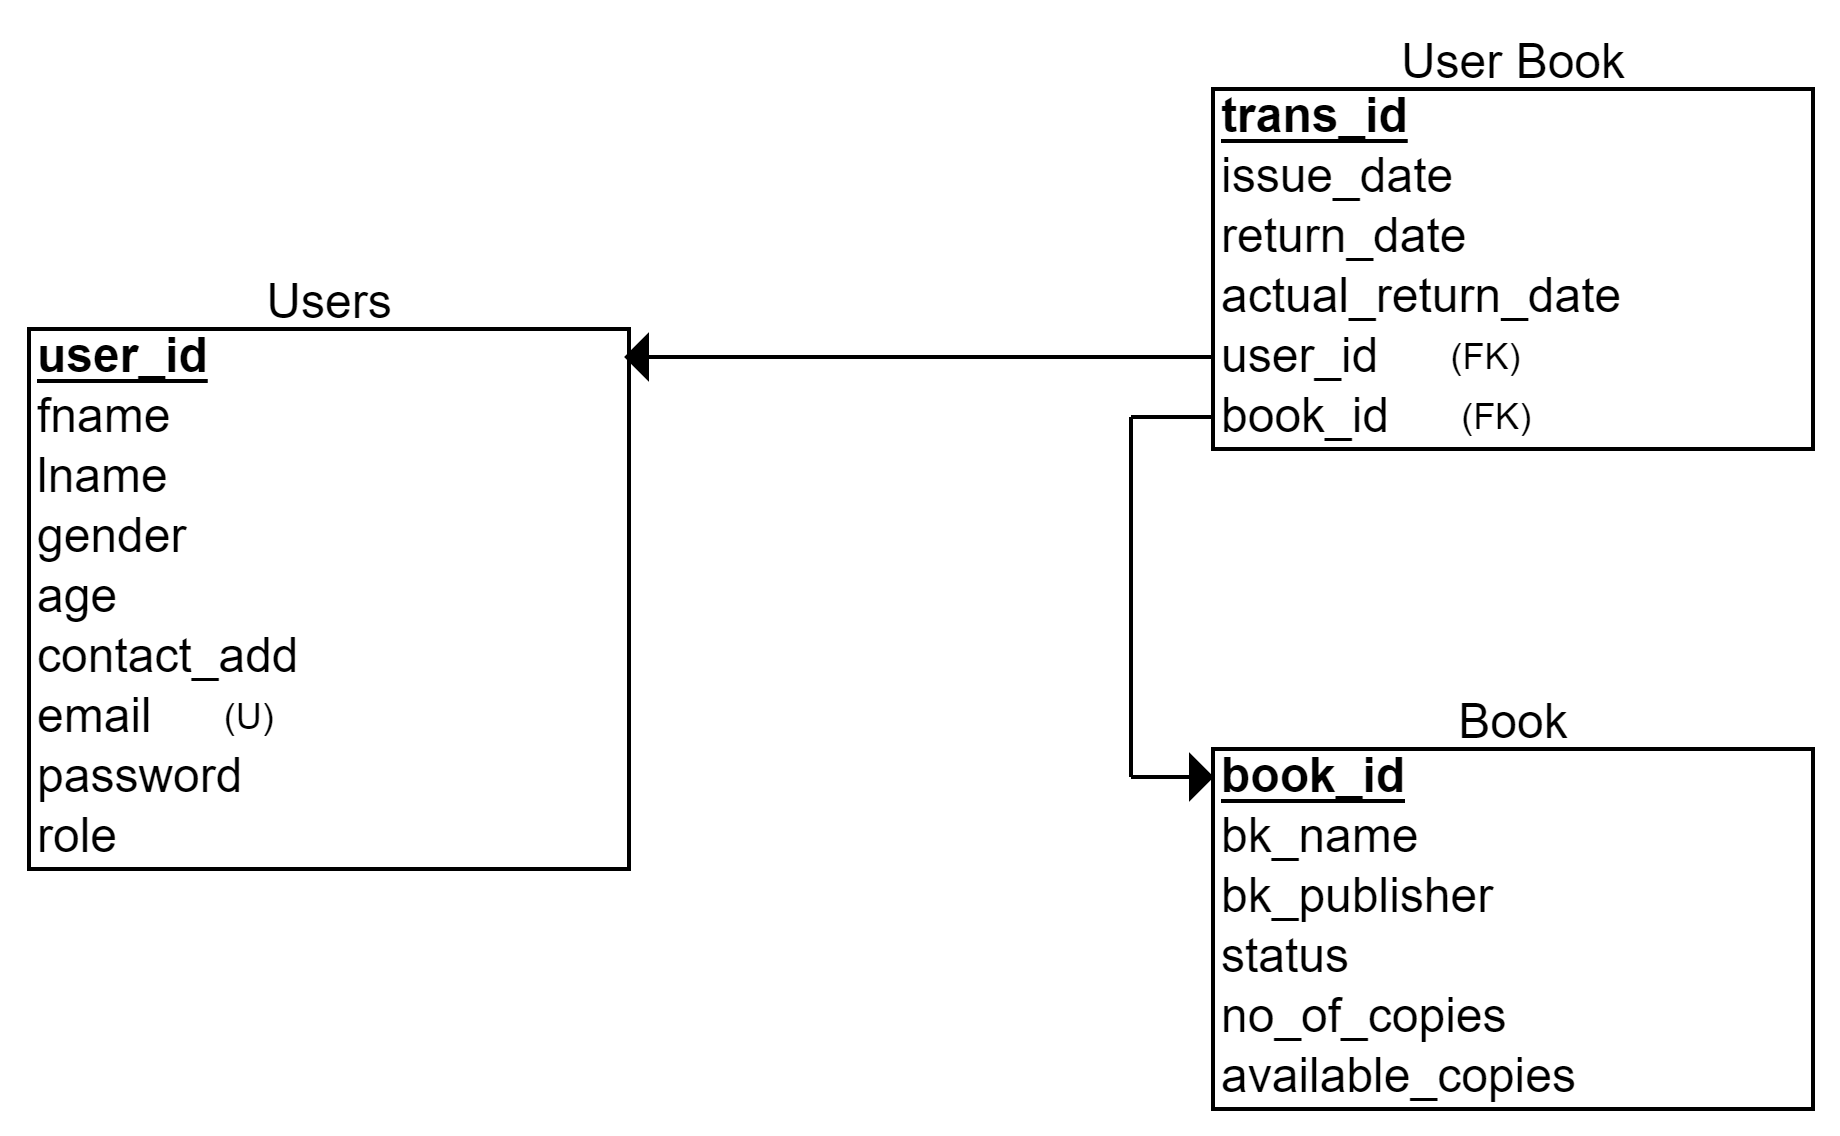 Users
user_id
fname
lname
gender
age
contact_add
email (U)
password
role
User Book
trans_id
issue_date
return_date
actual_return_date
user_id (FK)
book_id (FK)
Book
book_id
bk_name
bk_publisher
status
no_of_copies
available_copies